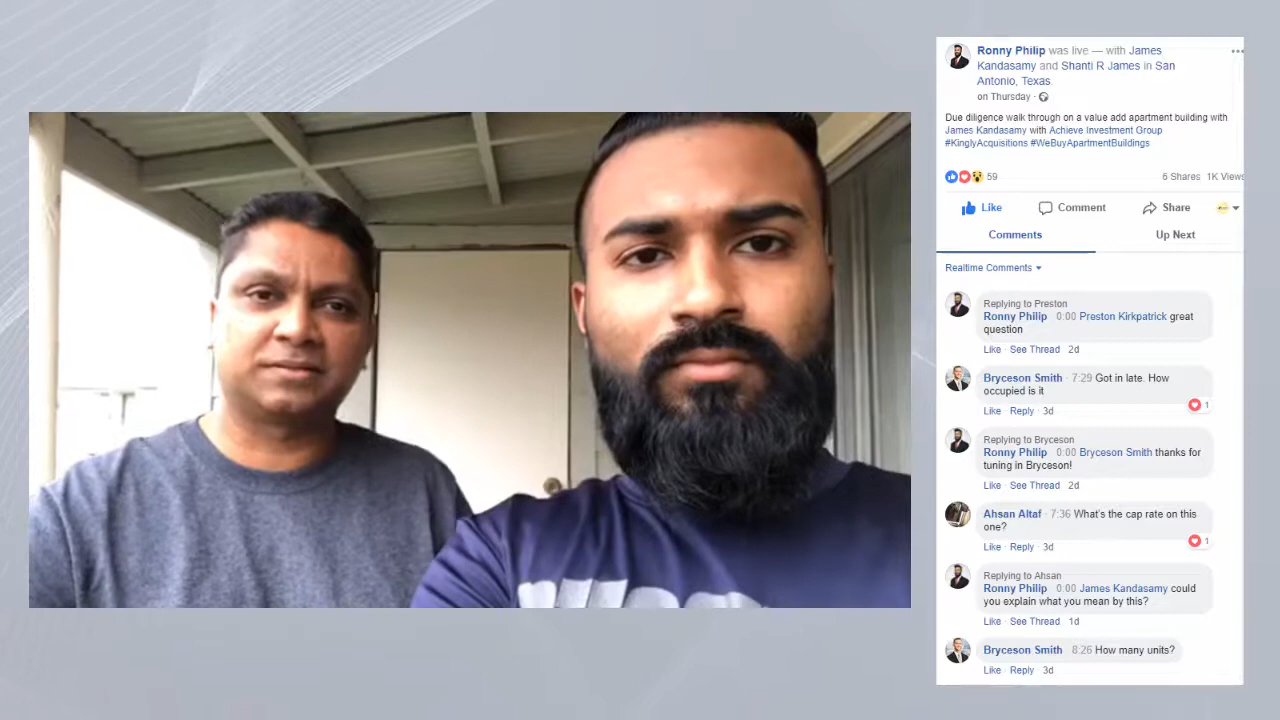 Ronny Philip was live — with James
Kandasamy and Shanti R James in San
Antonio, Texas.
on Thursday ·
Due diligence walk through on a value add apartment building with
James Kandasamy with Achieve Investment Group
#KinglyAcquisitions #WeBuyApartmentBuildings
59
6 Shares 1K Views
Like Comment Share
Comments Up Next
Realtime Comments
Replying to Preston
Ronny Philip · 0:00 Preston Kirkpatrick great
question
Like · See Thread · 2d
Bryceson Smith · 7:29 Got in late. How
occupied is it
1
Like · Reply · 3d
Replying to Bryceson
Ronny Philip · 0:00 Bryceson Smith thanks for
tuning in Bryceson!
Like · See Thread · 2d
Ahsan Altaf · 7:36 What's the cap rate on this
one?
1
Like · Reply · 3d
Replying to Ahsan
Ronny Philip · 0:00 James Kandasamy could
you explain what you mean by this?
Like · See Thread · 1d
Bryceson Smith · 8:26 How many units?
Like · Reply · 3d